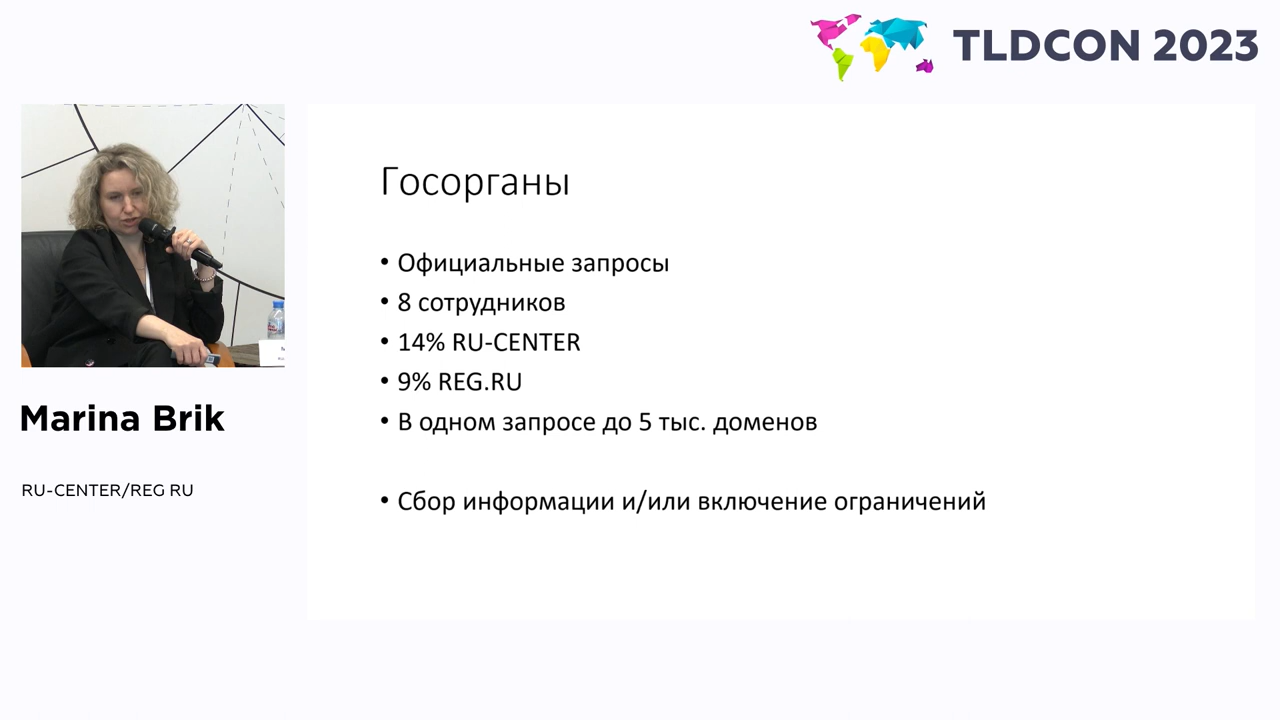 TLDCON 2023
Госорганы
• Официальные запросы
• 8 сотрудников
• 14% RU-CENTER
• 9% REG.RU
• В одном запросе до 5 тыс. доменов
• Сбор информации и/или включение ограничений
Marina Brik
RU-CENTER/REG RU